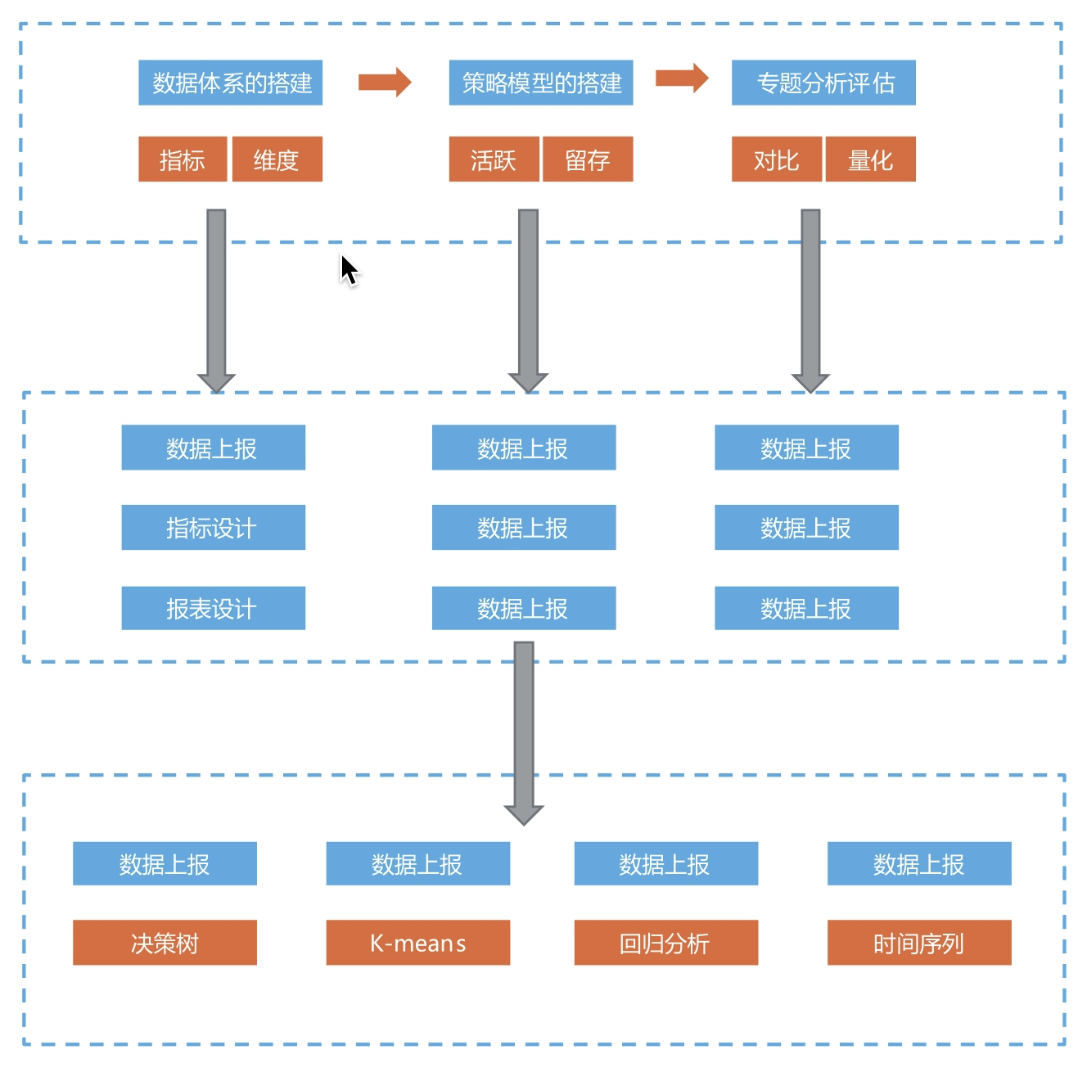 数据体系的搭建
策略模型的搭建
专题分析评估
指标
维度
活跃
留存
对比
量化
数据上报
数据上报
数据上报
指标设计
数据上报
数据上报
报表设计
数据上报
数据上报
数据上报
数据上报
数据上报
数据上报
决策树
K-means
回归分析
时间序列